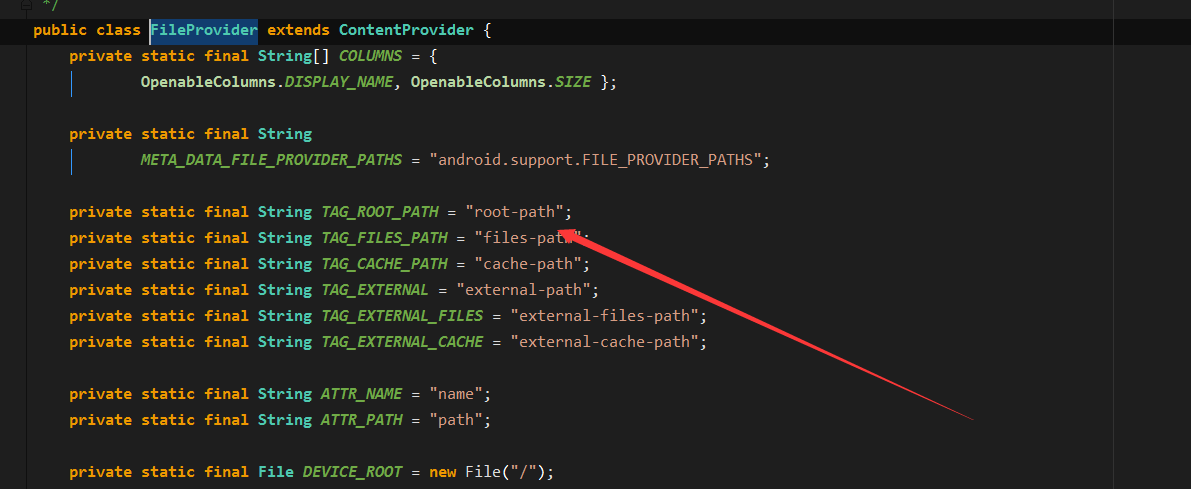 */
public class FileProvider extends ContentProvider {
    private static final String[] COLUMNS = {
            OpenableColumns.DISPLAY_NAME, OpenableColumns.SIZE };
    private static final String
            META_DATA_FILE_PROVIDER_PATHS = "android.support.FILE_PROVIDER_PATHS";
    private static final String TAG_ROOT_PATH = "root-path";
    private static final String TAG_FILES_PATH = "files-path";
    private static final String TAG_CACHE_PATH = "cache-path";
    private static final String TAG_EXTERNAL = "external-path";
    private static final String TAG_EXTERNAL_FILES = "external-files-path";
    private static final String TAG_EXTERNAL_CACHE = "external-cache-path";
    private static final String ATTR_NAME = "name";
    private static final String ATTR_PATH = "path";
    private static final File DEVICE_ROOT = new File("/");